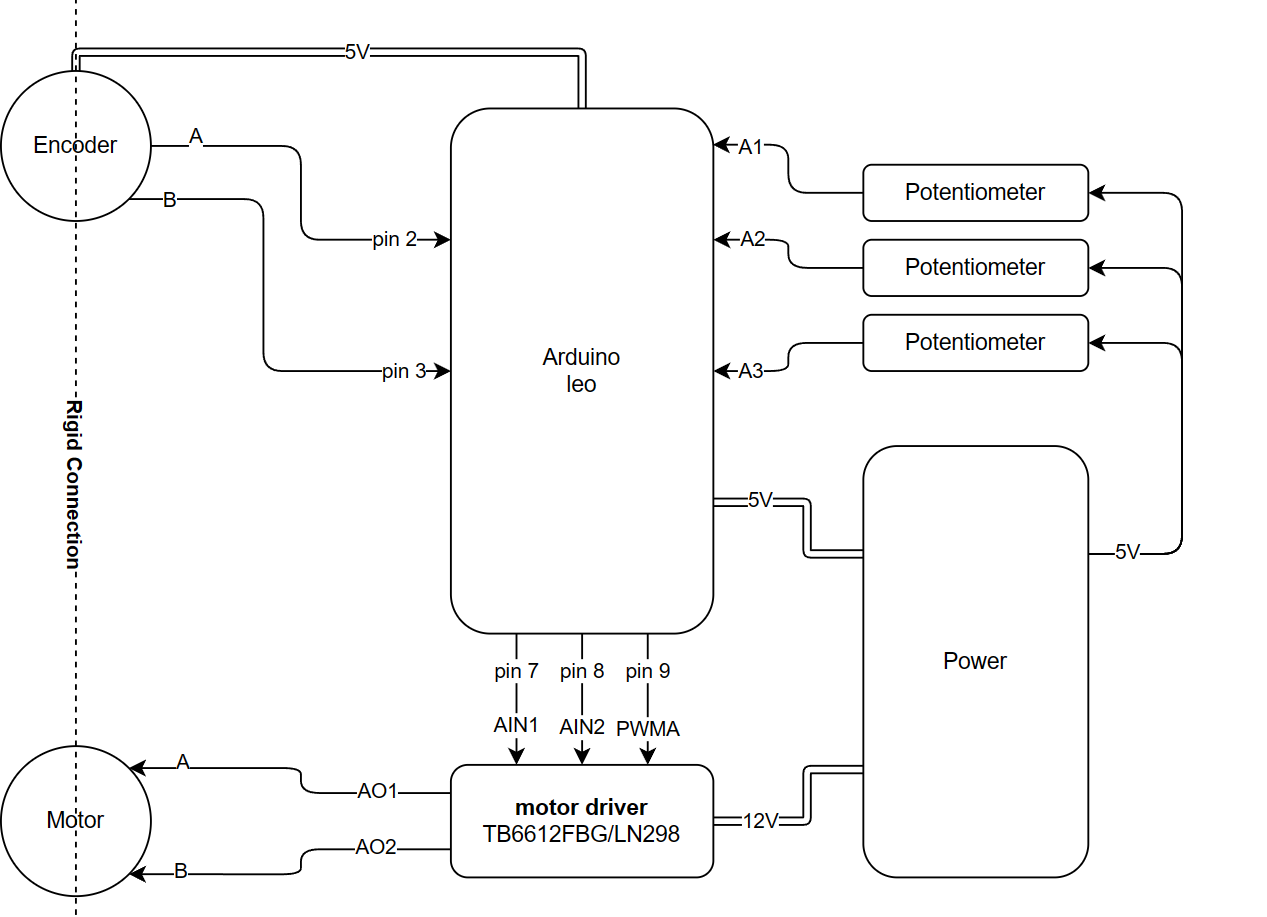 5V
Encoder
A
B
pin 2
pin 3
A1
A2
A3
Potentiometer
Potentiometer
Potentiometer
Arduino
leo
Rigid Connection
5V
5V
Power
pin 7
pin 8
pin 9
AIN1
AIN2
PWMA
motor driver
TB6612FBG/LN298
12V
AO1
AO2
A
B
Motor